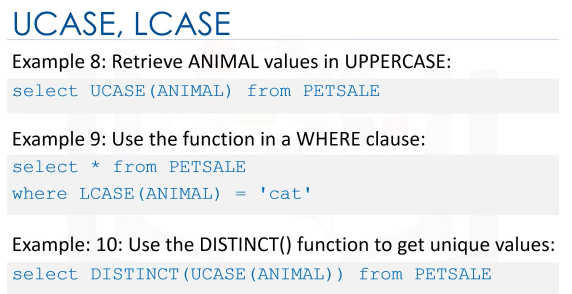 UCASE, LCASE
Example 8: Retrieve ANIMAL values in UPPERCASE:
select UCASE(ANIMAL) from PETSALE
Example 9: Use the function in a WHERE clause:
select * from PETSALE
where LCASE(ANIMAL) = 'cat'
Example: 10: Use the DISTINCT() function to get unique values:
select DISTINCT(UCASE(ANIMAL)) from PETSALE